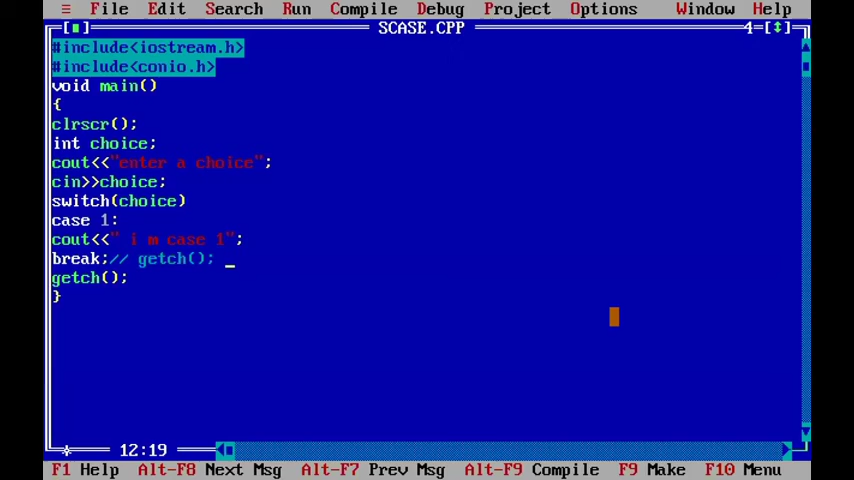 ≡ File Edit Search Run Compile Debug Project Options Window Help
[■] SCASE.CPP 4=[↕]
#include<iostream.h>
#include<conio.h>
void main()
{
clrscr();
int choice;
cout<<"enter a choice";
cin>>choice;
switch(choice)
case 1:
cout<<" i m case 1";
break;// getch(); _
getch();
}
12:19
F1 Help Alt-F8 Next Msg Alt-F7 Prev Msg Alt-F9 Compile F9 Make F10 Menu